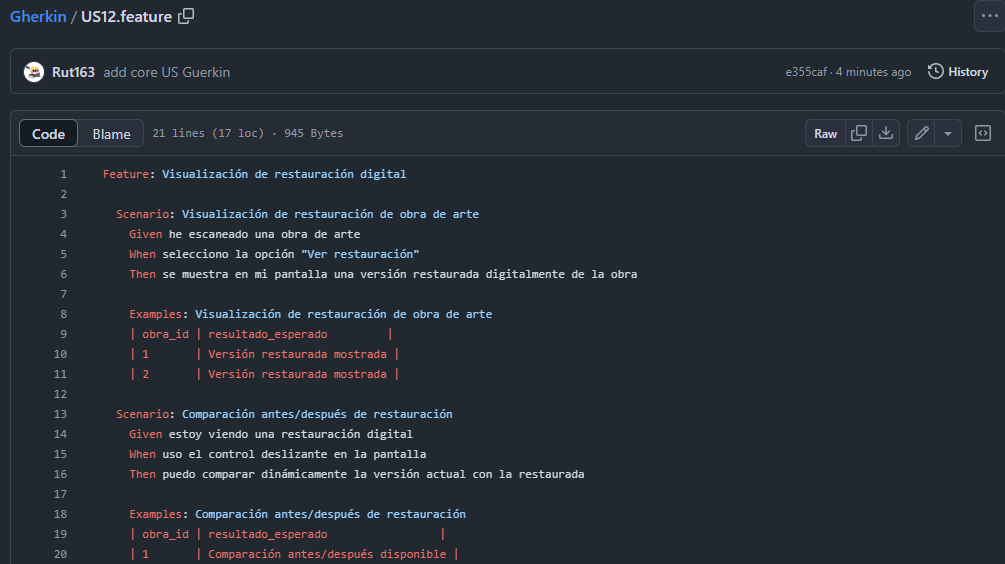 Gherkin / US12.feature
Rut163 add core US Guerkin e355caf · 4 minutes ago History
Code Blame 21 lines (17 loc) · 945 Bytes Raw
1 Feature: Visualización de restauración digital
2
3 Scenario: Visualización de restauración de obra de arte
4 Given he escaneado una obra de arte
5 When selecciono la opción "Ver restauración"
6 Then se muestra en mi pantalla una versión restaurada digitalmente de la obra
7
8 Examples: Visualización de restauración de obra de arte
9 | obra_id | resultado_esperado |
10 | 1 | Versión restaurada mostrada |
11 | 2 | Versión restaurada mostrada |
12
13 Scenario: Comparación antes/después de restauración
14 Given estoy viendo una restauración digital
15 When uso el control deslizante en la pantalla
16 Then puedo comparar dinámicamente la versión actual con la restaurada
17
18 Examples: Comparación antes/después de restauración
19 | obra_id | resultado_esperado |
20 | 1 | Comparación antes/después disponible |